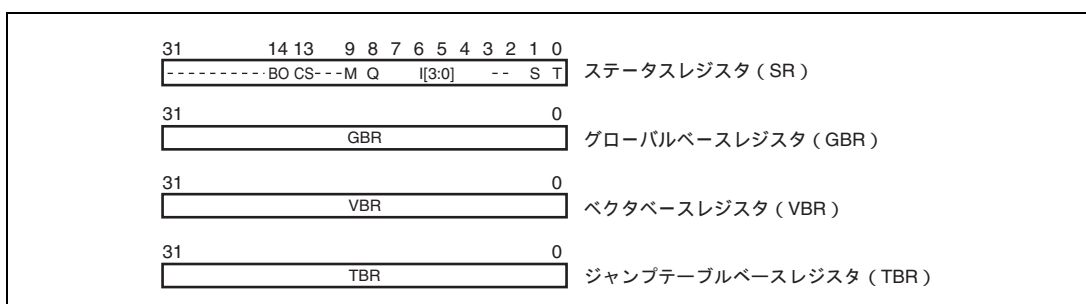 31 14 13 9 8 7 6 5 4 3 2 1 0
---------- BO CS---M Q I[3:0] -- S T ステータスレジスタ ( SR )
31 0
GBR グローバルベースレジスタ ( GBR )
31 0
VBR ベクタベースレジスタ ( VBR )
31 0
TBR ジャンプテーブルベースレジスタ ( TBR )